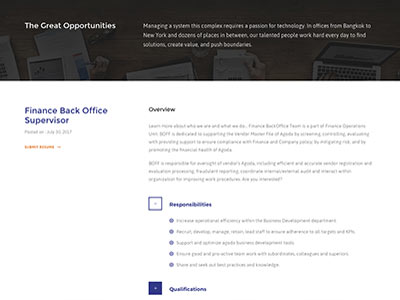 The Great Opportunities
Managing a system this complex requires a passion for technology. In offices from Bangkok to
New York and dozens of places in between, our talented people work hard every day to find
solutions, create value, and push boundaries.
Finance Back Office
Supervisor
Posted on : July 10, 2017
SUBMIT RESUME →
Overview
Learn more about who we are and what we do... Finance BackOffice Team is a part of Finance Operations
Unit. BOFF is dedicated to supporting the Vendor Master File of Agoda by screening, controlling, evaluating
with providing support to ensure compliance with Finance and Company policy; by mitigating risk; and by
promoting the financial health of Agoda.
BOFF is responsible for oversight of vendor's Agoda, including efficient and accurate vendor registration and
evaluation processing, fraudulent reporting, coordinate internal/external audit and interact within
organization for improving work procedures. Are you interested?
Responsibilities
Increase operational efficiency within the Business Development department.
Recruit, develop, manage, retain, lead staff to ensure adherence to all targets and KPIs.
Support and optimize agoda business development tools.
Ensure good and pro-active team work with subordinates, colleagues and superiors.
Share and seek out best practices and knowledge.
Qualifications